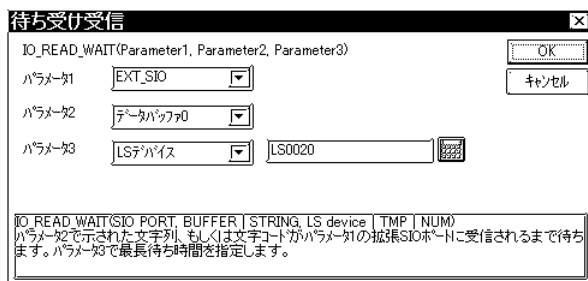 待ち受け受信
IO_READ_WAIT(Parameter1, Parameter2, Parameter3)
OK
ﾊﾟﾗﾒｰﾀ1 EXT_SIO
キャンセル
ﾊﾟﾗﾒｰﾀ2 ﾃﾞｰﾀﾊﾞｯﾌｧ0
ﾊﾟﾗﾒｰﾀ3 LSﾃﾞﾊﾞｲｽ LS0020
IO_READ_WAIT(SIO PORT, BUFFER | STRING, LS device | TMP | NUM)
ﾊﾟﾗﾒｰﾀ2で示された文字列、もしくは文字ｺｰﾄﾞがﾊﾟﾗﾒｰﾀ1の拡張SIOﾎﾟｰﾄに受信されるまで待ち
ます。ﾊﾟﾗﾒｰﾀ3で最長待ち時間を指定します。